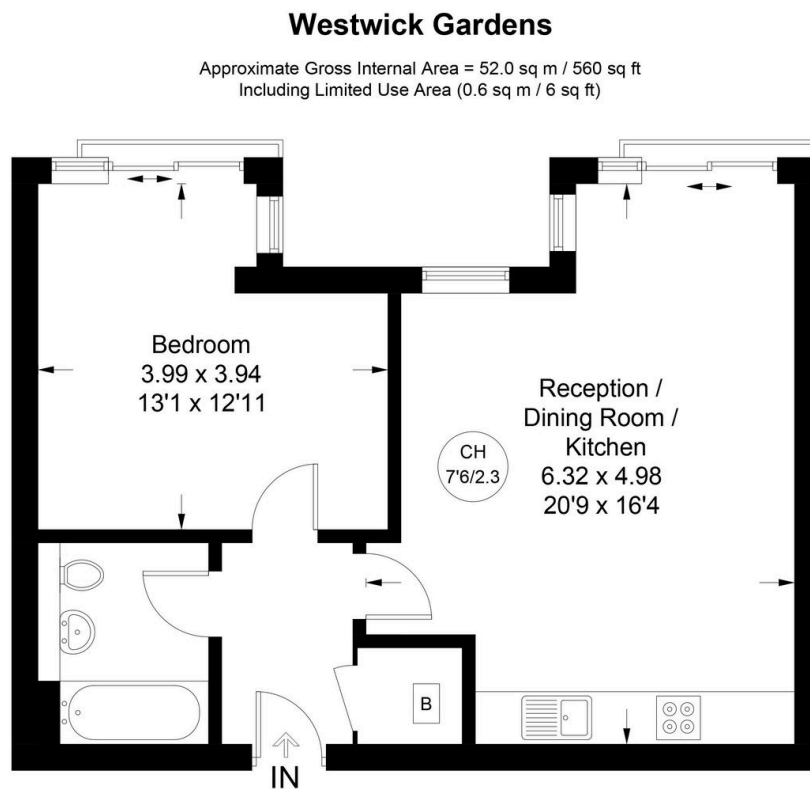 Westwick Gardens
Approximate Gross Internal Area = 52.0 sq m / 560 sq ft
Including Limited Use Area (0.6 sq m / 6 sq ft)
Bedroom
3.99 x 3.94
13'1 x 12'11
Reception /
Dining Room /
Kitchen
6.32 x 4.98
20'9 x 16'4
CH
7'6/2.3
B
IN